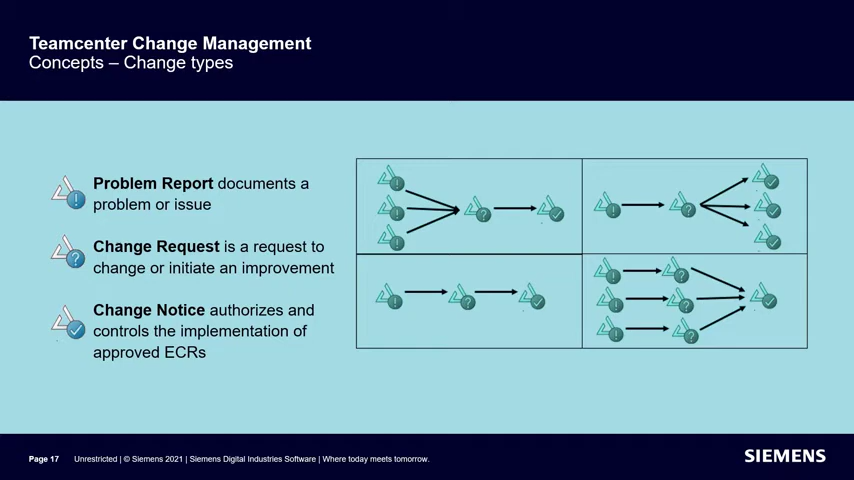 Teamcenter Change Management
Concepts – Change types
Problem Report documents a
problem or issue
Change Request is a request to
change or initiate an improvement
Change Notice authorizes and
controls the implementation of
approved ECRs
Page 17 Unrestricted | © Siemens 2021 | Siemens Digital Industries Software | Where today meets tomorrow.
SIEMENS